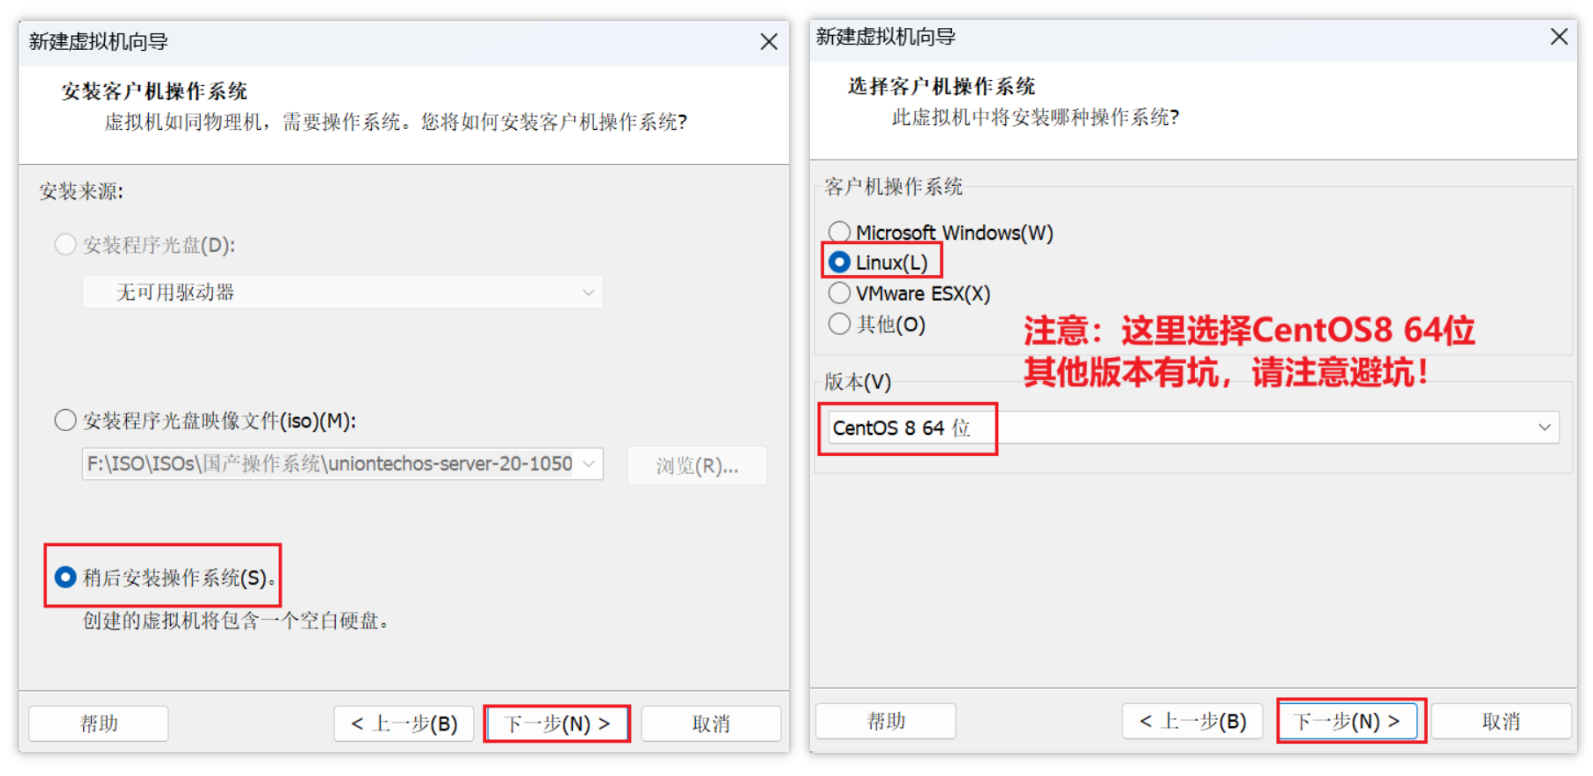 新建虚拟机向导
安装客户机操作系统
虚拟机如同物理机，需要操作系统。您将如何安装客户机操作系统?
安装来源:
安装程序光盘(D):
无可用驱动器
安装程序光盘映像文件(iso)(M):
F:\ISO\ISOs\国产操作系统\uniontechos-server-20-1050
浏览(R)...
稍后安装操作系统(S)。
创建的虚拟机将包含一个空白硬盘。
帮助
< 上一步(B)
下一步(N) >
取消
新建虚拟机向导
选择客户机操作系统
此虚拟机中将安装哪种操作系统?
客户机操作系统
Microsoft Windows(W)
Linux(L)
VMware ESX(X)
其他(O)
注意：这里选择CentOS8 64位
其他版本有坑，请注意避坑！
版本(V)
CentOS 8 64 位
帮助
< 上一步(B)
下一步(N) >
取消